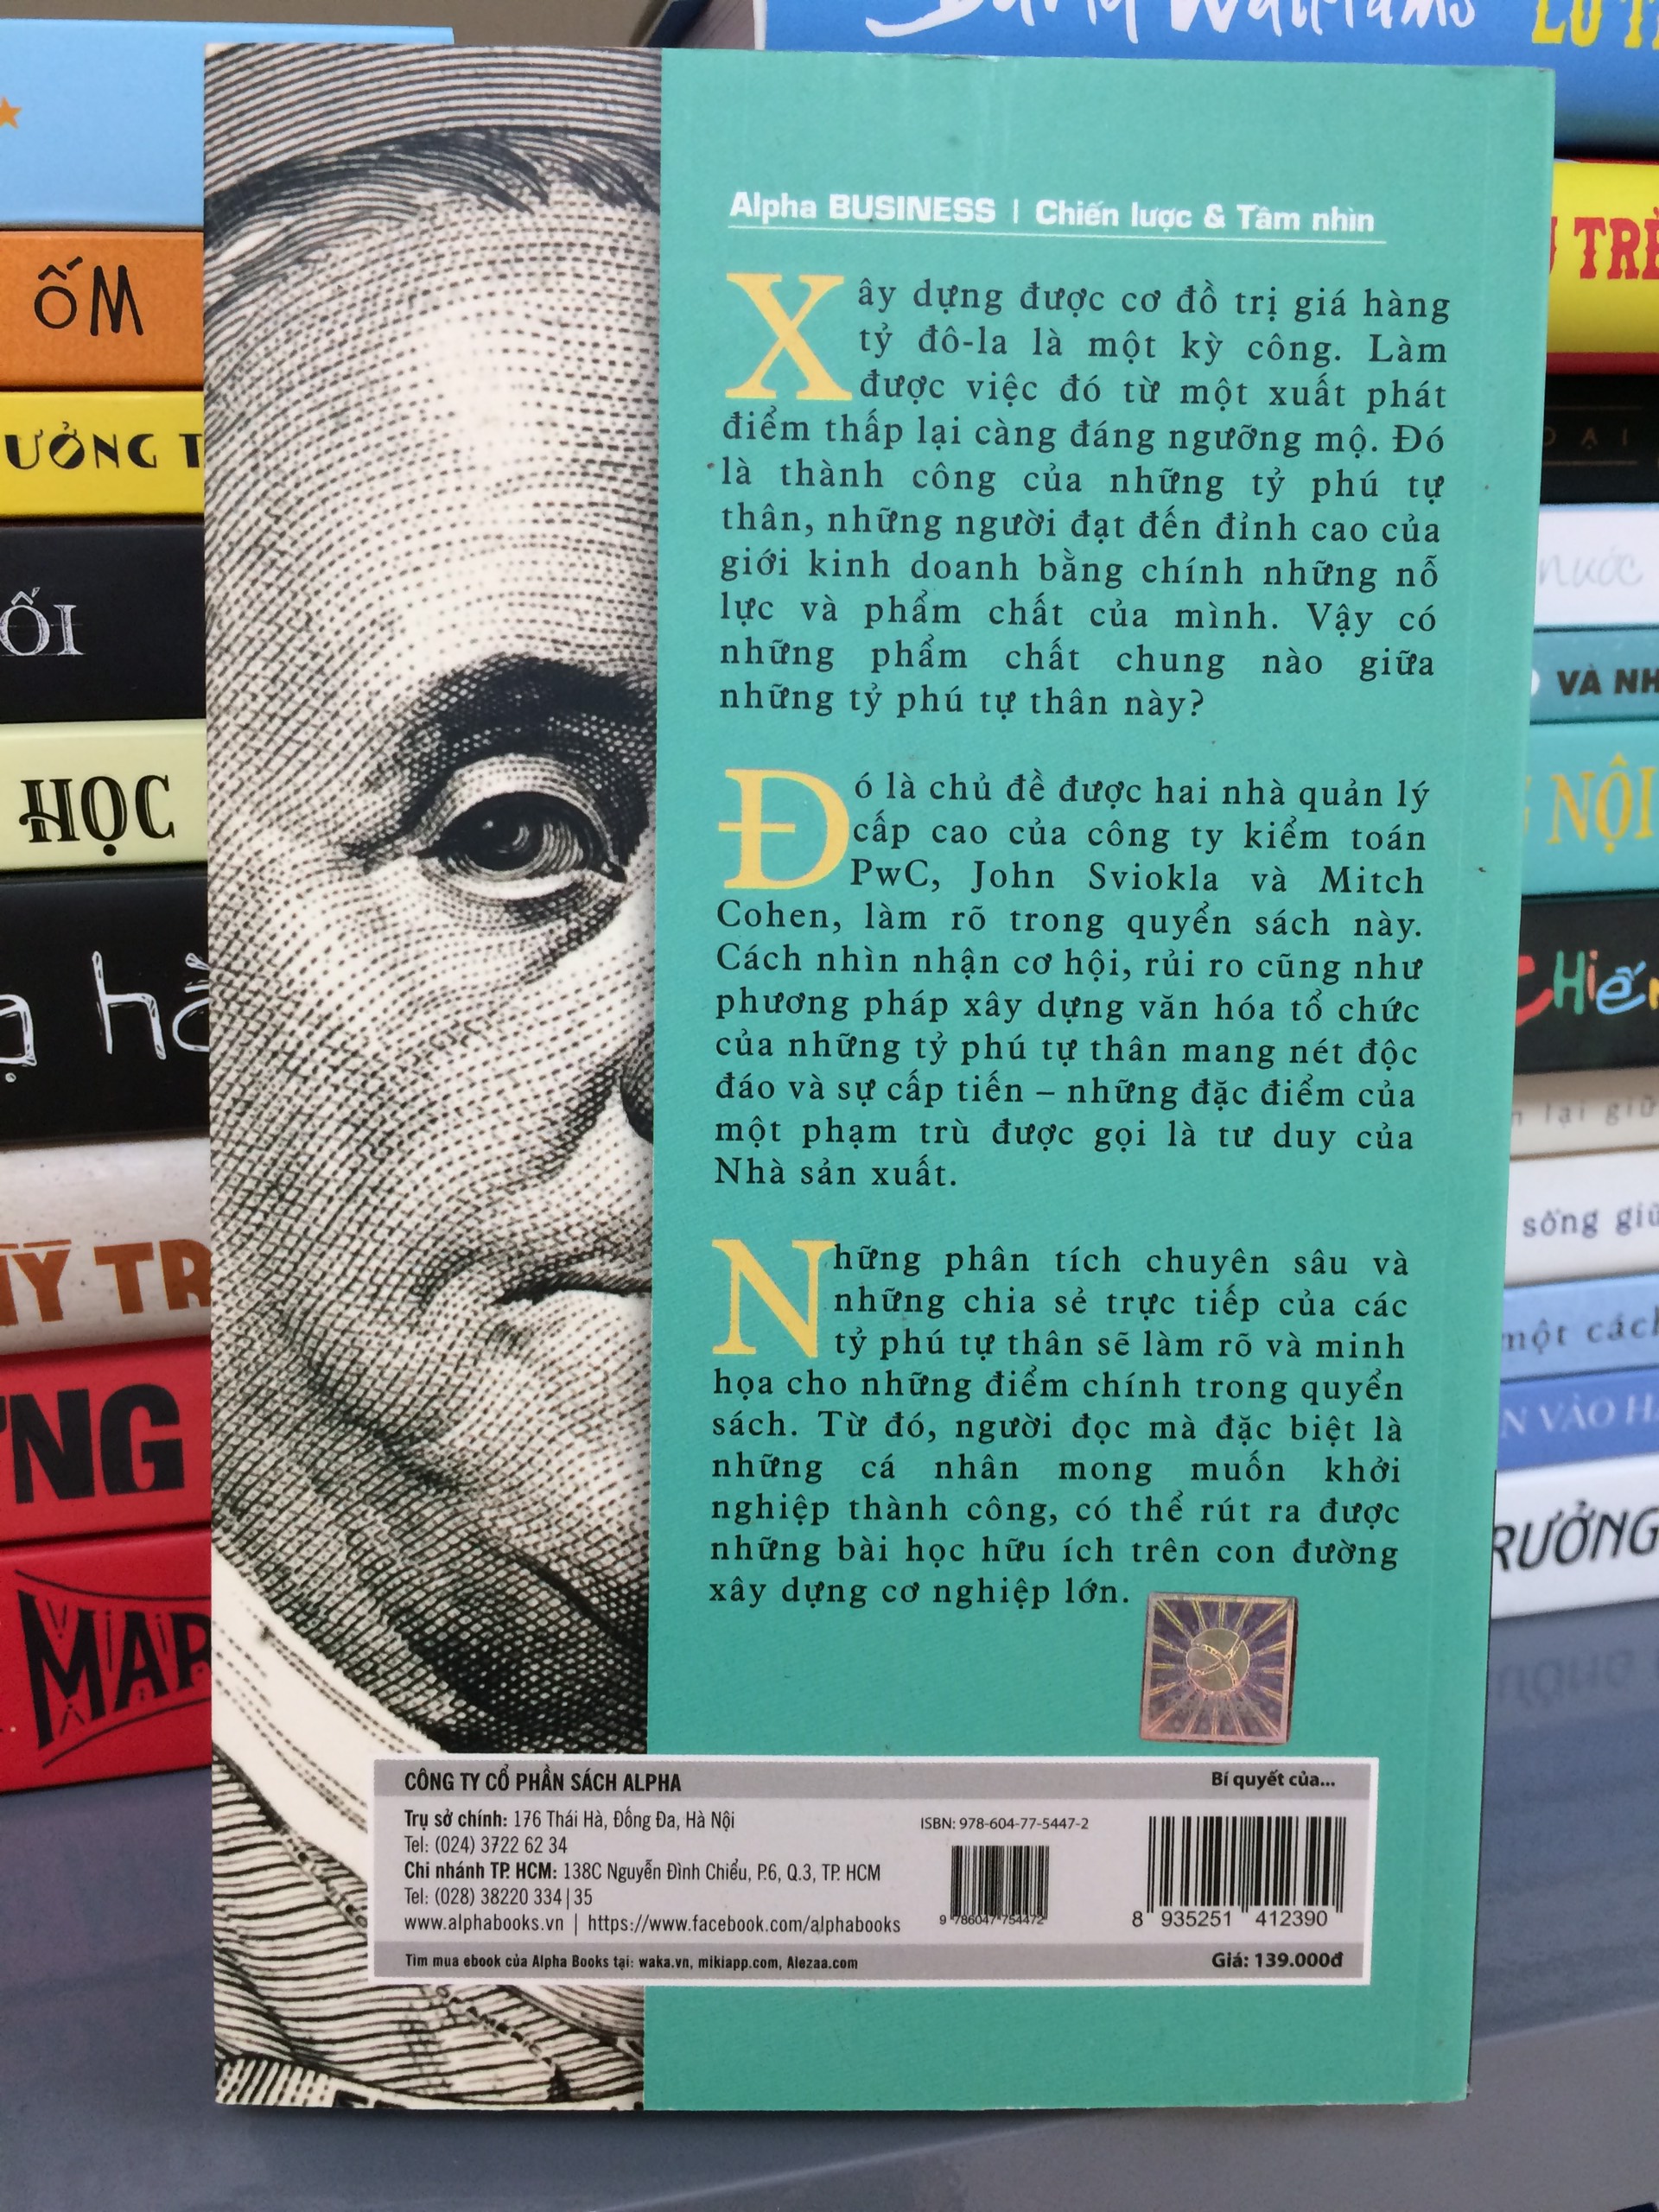 David Walliams
ỐM
ƯỞNG T
ỐI
HỌC
Ỳ TR
ỪNG
MAR
TRẺ
ĐẠI
nước
VÀ NH
NỘI
CHIẾN
lại giữ
sống giữ
một cách
N VÀO H
RƯỞNG
Alpha BUSINESS | Chiến lược & Tầm nhìn
Xây dựng được cơ đồ trị giá hàng
tỷ đô-la là một kỳ công. Làm
được việc đó từ một xuất phát
điểm thấp lại càng đáng ngưỡng mộ. Đó
là thành công của những tỷ phú tự
thân, những người đạt đến đỉnh cao của
giới kinh doanh bằng chính những nỗ
lực và phẩm chất của mình. Vậy có
những phẩm chất chung nào giữa
những tỷ phú tự thân này?
Đó là chủ đề được hai nhà quản lý
cấp cao của công ty kiểm toán
PwC, John Sviokla và Mitch
Cohen, làm rõ trong quyển sách này.
Cách nhìn nhận cơ hội, rủi ro cũng như
phương pháp xây dựng văn hóa tổ chức
của những tỷ phú tự thân mang nét độc
đáo và sự cấp tiến – những đặc điểm của
một phạm trù được gọi là tư duy của
Nhà sản xuất.
Những phân tích chuyên sâu và
những chia sẻ trực tiếp của các
tỷ phú tự thân sẽ làm rõ và minh
họa cho những điểm chính trong quyển
sách. Từ đó, người đọc mà đặc biệt là
những cá nhân mong muốn khởi
nghiệp thành công, có thể rút ra được
những bài học hữu ích trên con đường
xây dựng cơ nghiệp lớn.
CÔNG TY CỔ PHẦN SÁCH ALPHA
Bí quyết của...
Trụ sở chính: 176 Thái Hà, Đống Đa, Hà Nội
Tel: (024) 3722 62 34
Chi nhánh TP. HCM: 138C Nguyễn Đình Chiểu, P.6, Q.3, TP. HCM
Tel: (028) 38220 334|35
www.alphabooks.vn | https://www.facebook.com/alphabooks
ISBN: 978-604-77-5447-2
9 786047 754472
8 935251 412390
Tìm mua ebook của Alpha Books tại: waka.vn, mikiapp.com, Alezaa.com
Giá: 139.000đ